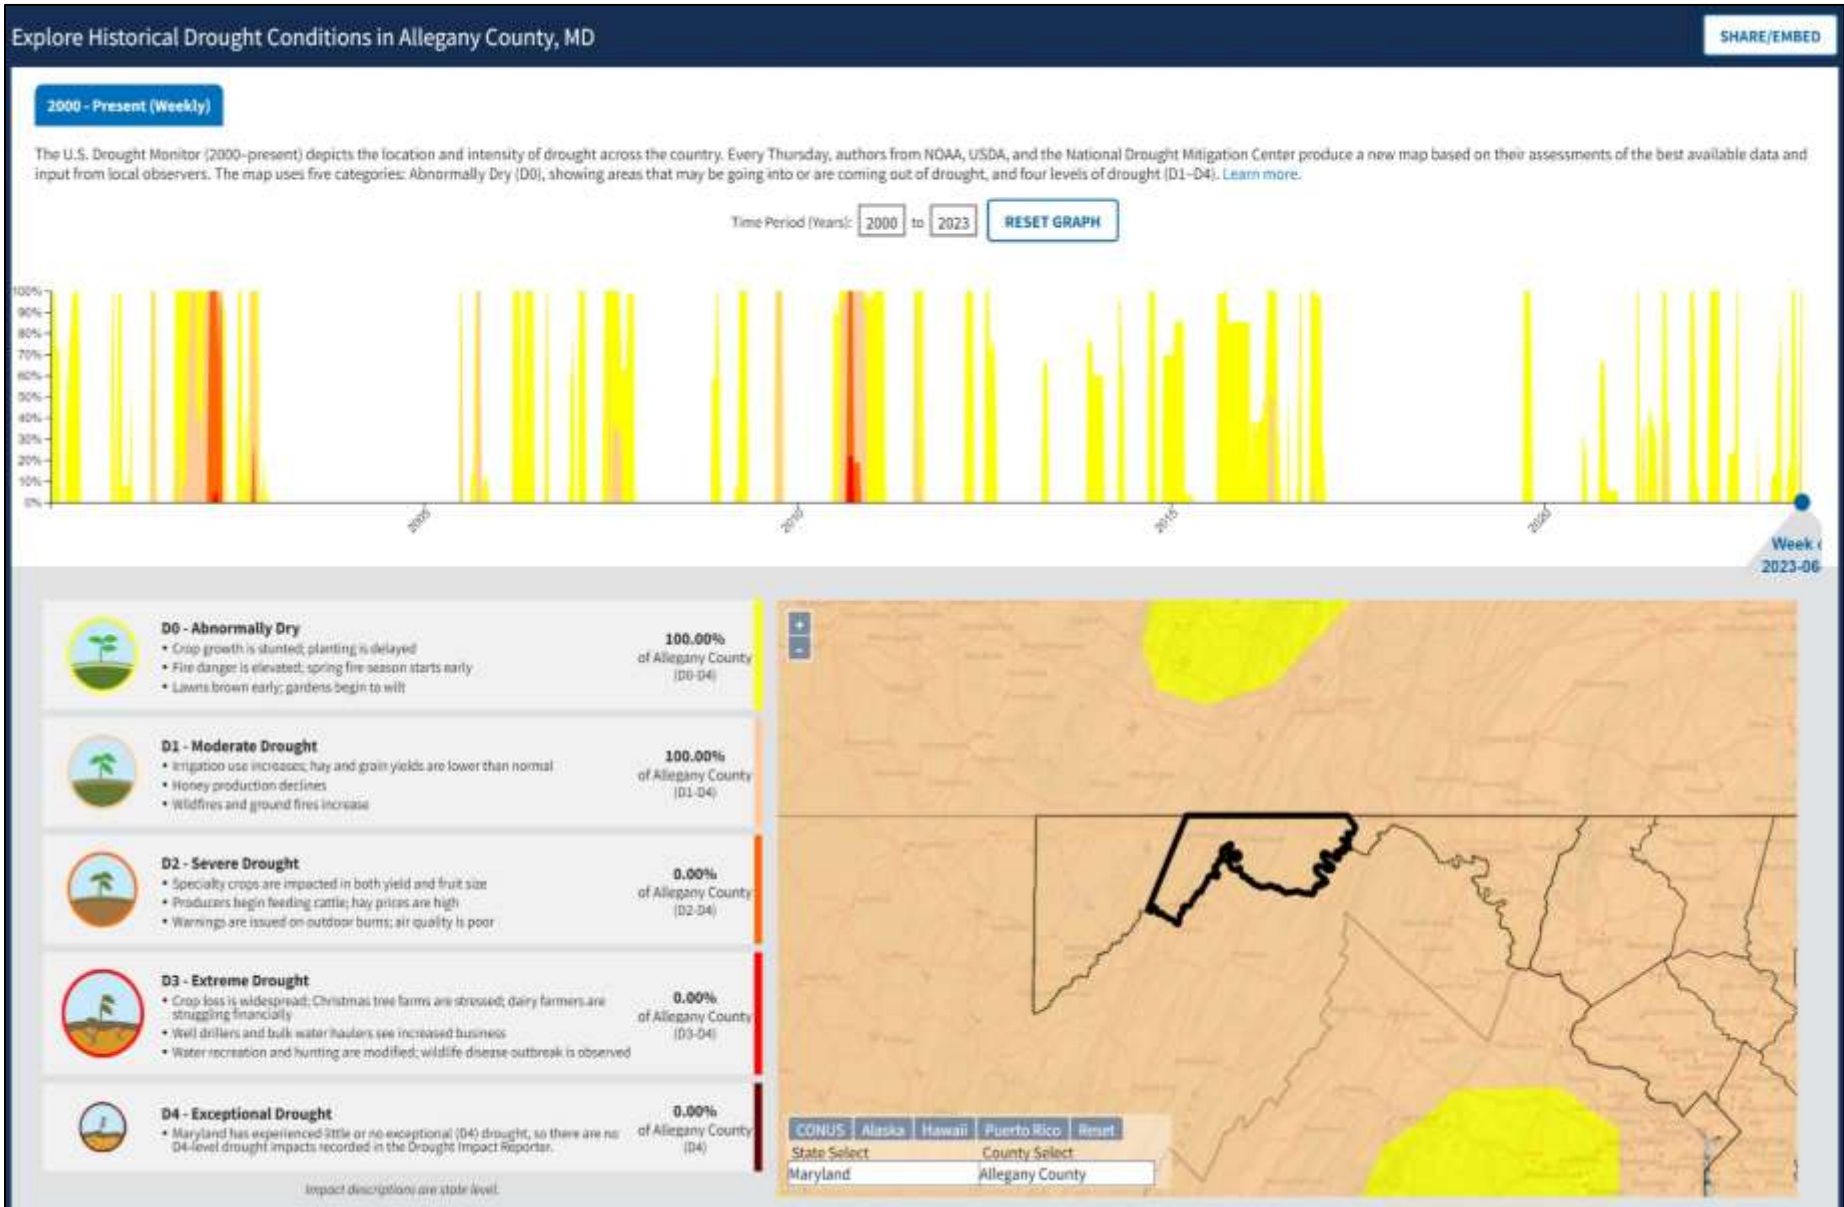 Explore Historical Drought Conditions in Allegany County, MD
SHARE/EMBED
2000 - Present (Weekly)
The U.S. Drought Monitor (2000–present) depicts the location and intensity of drought across the country. Every Thursday, authors from NOAA, USDA, and the National Drought Mitigation Center produce a new map based on their assessments of the best available data and
input from local observers. The map uses five categories: Abnormally Dry (D0), showing areas that may be going into or are coming out of drought, and four levels of drought (D1–D4). Learn more.
Time Period (Years): 2000 to 2023 RESET GRAPH
100%
90%
80%
70%
60%
50%
40%
30%
20%
10%
0%
2005
2010
2015
2020
Week
2023-06
D0 - Abnormally Dry
• Crop growth is stunted; planting is delayed
• Fire danger is elevated; spring fire season starts early
• Lawns brown early; gardens begin to wilt
100.00%
of Allegany County
(D0-D4)
D1 - Moderate Drought
• Irrigation use increases; hay and grain yields are lower than normal
• Honey production declines
• Wildfires and ground fires increase
100.00%
of Allegany County
(D1-D4)
D2 - Severe Drought
• Specialty crops are impacted in both yield and fruit size
• Producers begin feeding cattle; hay prices are high
• Warnings are issued on outdoor burns; air quality is poor
0.00%
of Allegany County
(D2-D4)
D3 - Extreme Drought
• Crop loss is widespread; Christmas tree farms are stressed; dairy farmers are
struggling financially
• Well drillers and bulk water haulers see increased business
• Water recreation and hunting are modified; wildlife disease outbreak is observed
0.00%
of Allegany County
(D3-D4)
D4 - Exceptional Drought
• Maryland has experienced little or no exceptional (D4) drought, so there are no
D4-level drought impacts recorded in the Drought Impact Reporter.
0.00%
of Allegany County
(D4)
Impact descriptions are state level.
+
-
CONUS Alaska Hawaii Puerto Rico Reset
State Select County Select
Maryland Allegany County